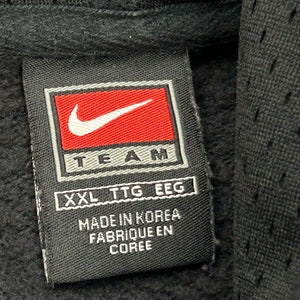 TEAM
XXL TTG EEG
MADE IN KOREA
FABRIQUE EN
COREE